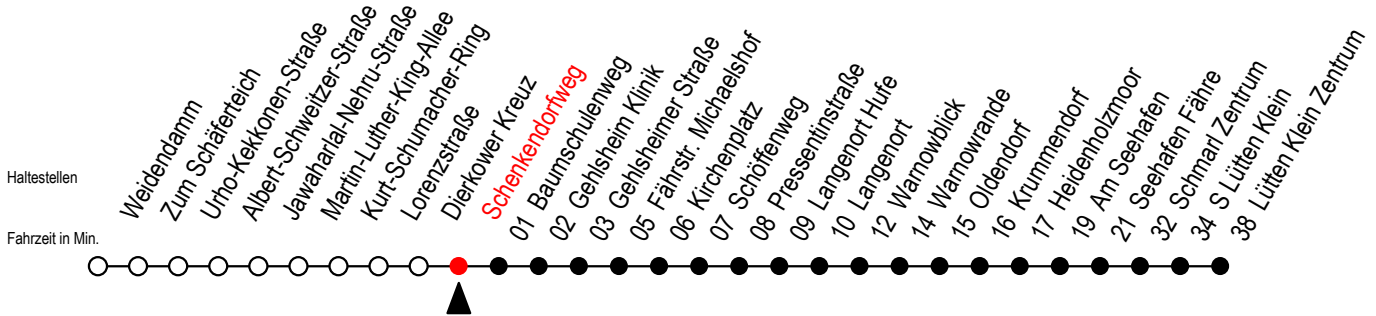 Haltestellen
Fahrzeit in Min.
Weidendamm
Zum Schäferteich
Urho-Kekkonen-Straße
Albert-Schweitzer-Straße
Jawaharlal-Nehru-Straße
Martin-Luther-King-Allee
Kurt-Schumacher-Ring
Lorenzstraße
Dierkower Kreuz
Schenkendorfweg
01 Baumschulenweg
02 Gehlsheim Klinik
03 Gehlsheimer Straße
05 Fährstr. Michaelshof
06 Kirchenplatz
07 Schöffenweg
08 Pressentinstraße
09 Langenort Hufe
10 Langenort
12 Warnowblick
14 Warnowrande
15 Oldendorf
16 Krummendorf
17 Heidenholzmoor
19 Am Seehafen
21 Seehafen Fähre
32 Schmarl Zentrum
34 S Lütten Klein
38 Lütten Klein Zentrum